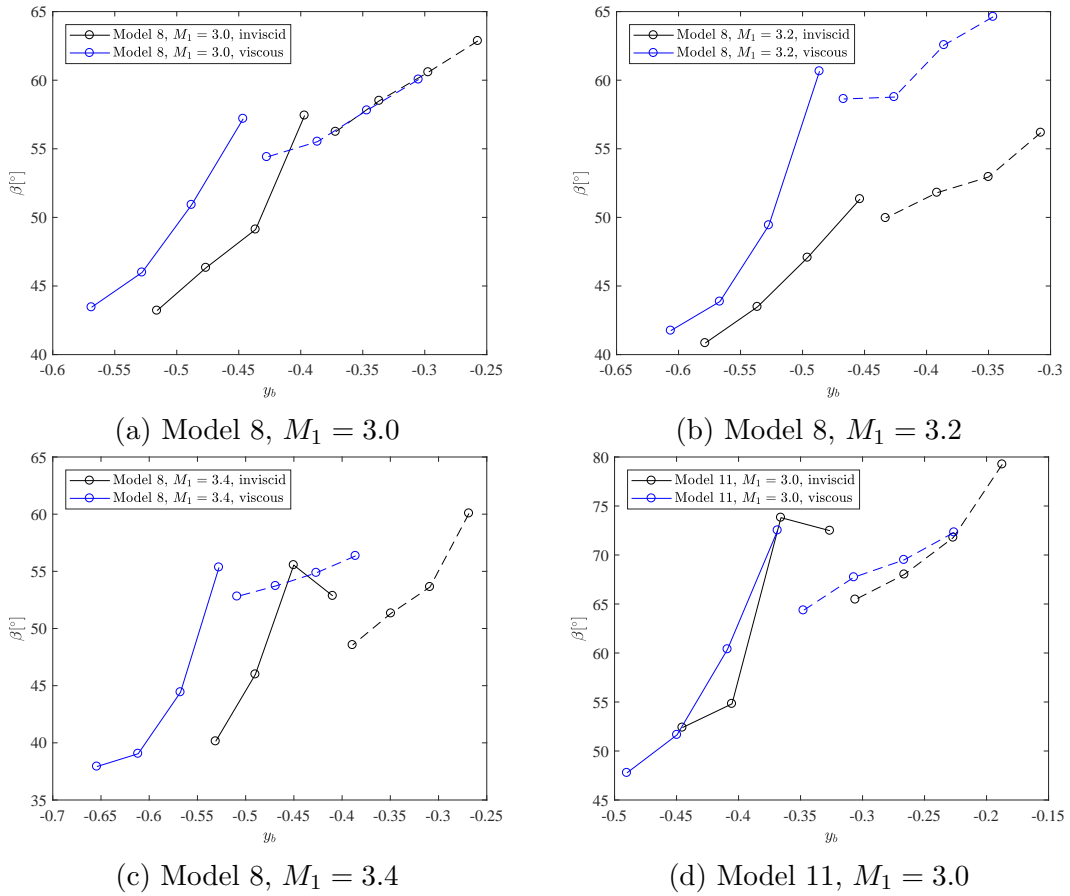 65
60
55
50
45
40
β[°]
Model 8, M₁ = 3.0, inviscid
Model 8, M₁ = 3.0, viscous
-0.6 -0.55 -0.5 -0.45 -0.4 -0.35 -0.3 -0.25
y_b
(a) Model 8, M₁ = 3.0
65
60
55
50
45
40
β[°]
Model 8, M₁ = 3.2, inviscid
Model 8, M₁ = 3.2, viscous
-0.65 -0.6 -0.55 -0.5 -0.45 -0.4 -0.35 -0.3
y_b
(b) Model 8, M₁ = 3.2
65
60
55
50
45
40
35
β[°]
Model 8, M₁ = 3.4, inviscid
Model 8, M₁ = 3.4, viscous
-0.7 -0.65 -0.6 -0.55 -0.5 -0.45 -0.4 -0.35 -0.3 -0.25
y_b
(c) Model 8, M₁ = 3.4
80
75
70
65
60
55
50
45
β[°]
Model 11, M₁ = 3.0, inviscid
Model 11, M₁ = 3.0, viscous
-0.5 -0.45 -0.4 -0.35 -0.3 -0.25 -0.2 -0.15
y_b
(d) Model 11, M₁ = 3.0